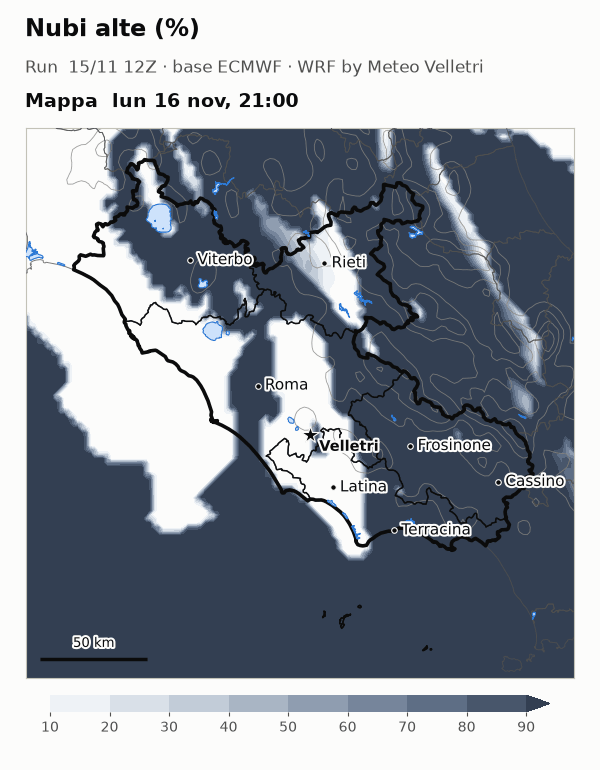 Nubi alte (%)
Run  15/11 12Z · base ECMWF · WRF by Meteo Velletri
Mappa  lun 16 nov, 21:00
Viterbo
Rieti
Roma
Velletri
Frosinone
Cassino
Latina
Terracina
50 km
10 20 30 40 50 60 70 80 90